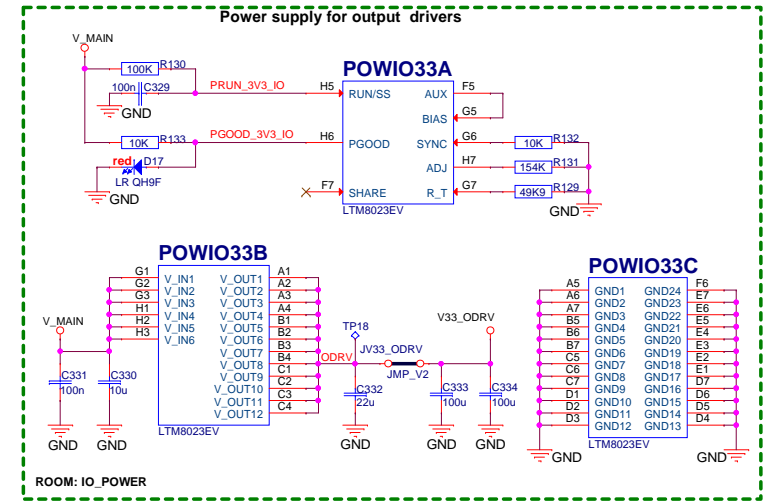 Power supply for output drivers
V_MAIN
100K R130
100n C329
GND
PRUN_3V3_IO
10K R133
PGOOD_3V3_IO
red D17
LR QH9F
GND
POWIO33A
H5 RUN/SS AUX F5
BIAS G5
H6 PGOOD SYNC G6
ADJ H7
F7 SHARE R_T G7
LTM8023EV
10K R132
154K R131
49K9 R129
GND
POWIO33B
G1 V_IN1 V_OUT1 A1
G2 V_IN2 V_OUT2 A2
G3 V_IN3 V_OUT3 A3
H1 V_IN4 V_OUT4 A4
H2 V_IN5 V_OUT5 B1
H3 V_IN6 V_OUT6 B2
V_OUT7 B3
V_OUT8 B4
V_OUT9 C1
V_OUT10 C2
V_OUT11 C3
V_OUT12 C4
LTM8023EV
V_MAIN
C331
100n
C330
10u
GND
GND
ODRV
TP18
JV33_ODRV
JMP_V2
V33_ODRV
C332
22u
C333
100u
C334
100u
GND
GND
GND
POWIO33C
A5 GND1 GND24 F6
A6 GND2 GND23 E7
A7 GND3 GND22 E6
B5 GND4 GND21 E5
B6 GND5 GND20 E4
B7 GND6 GND19 E3
C5 GND7 GND18 E2
C6 GND8 GND17 E1
C7 GND9 GND16 D7
D1 GND10 GND15 D6
D2 GND11 GND14 D5
D3 GND12 GND13 D4
LTM8023EV
GND
GND
ROOM: IO_POWER